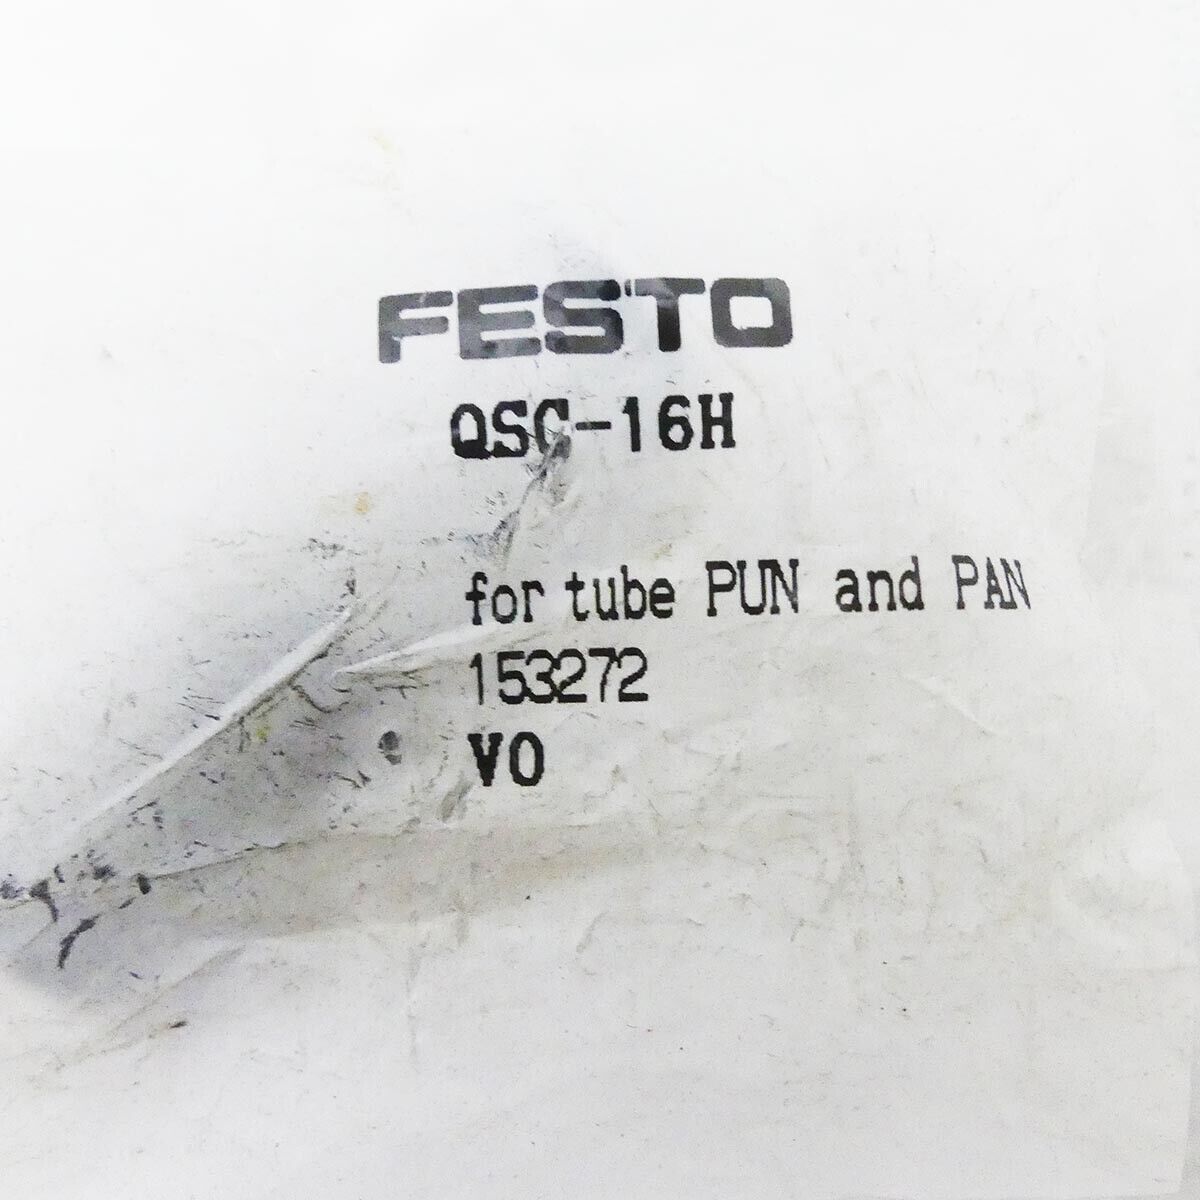 FESTO
QSC-16H
for tube PUN and PAN
153272
V0